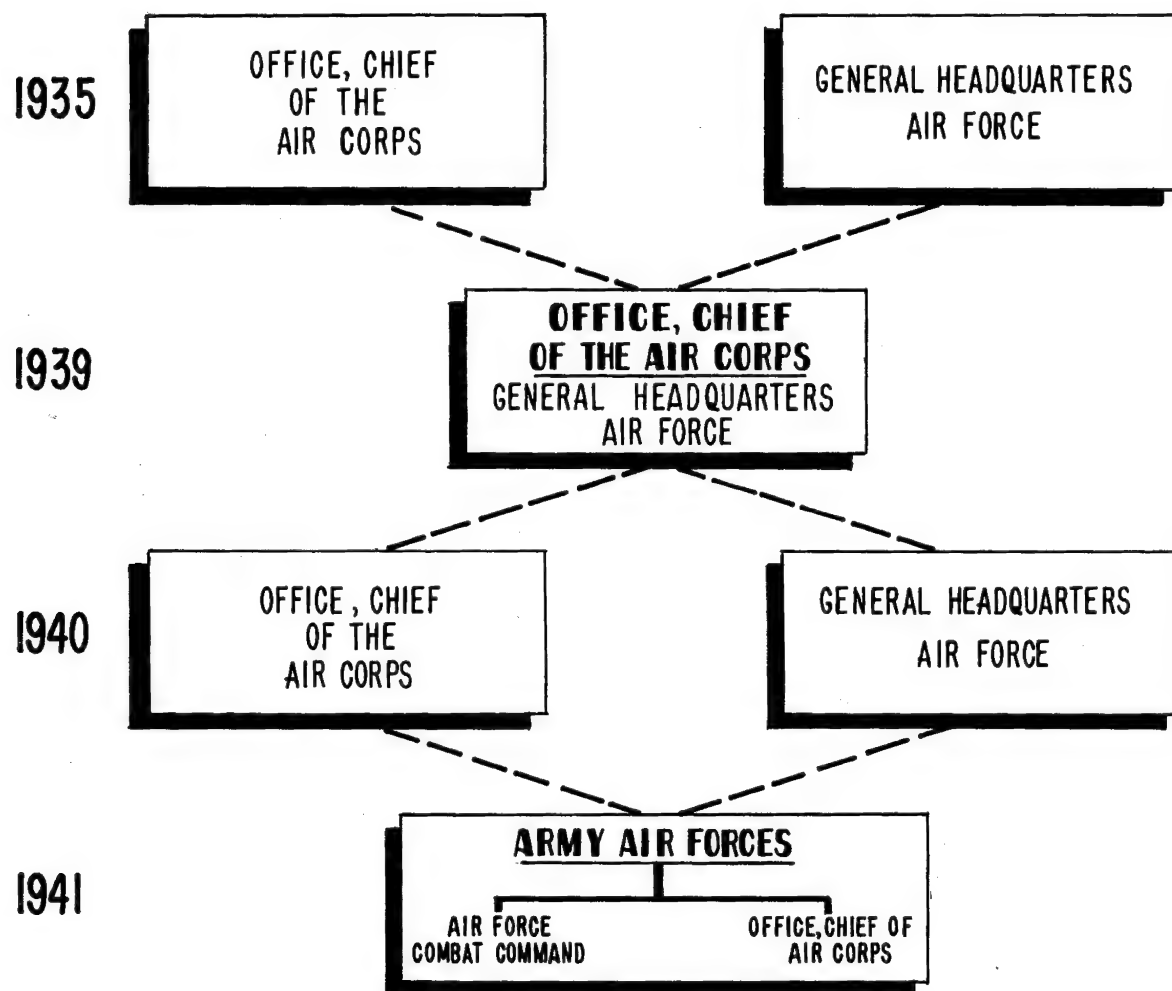 1935
OFFICE, CHIEF
OF THE
AIR CORPS
GENERAL HEADQUARTERS
AIR FORCE
1939
OFFICE, CHIEF
OF THE AIR CORPS
GENERAL HEADQUARTERS
AIR FORCE
1940
OFFICE, CHIEF
OF THE
AIR CORPS
GENERAL HEADQUARTERS
AIR FORCE
1941
ARMY AIR FORCES
AIR FORCE
COMBAT COMMAND
OFFICE, CHIEF OF
AIR CORPS